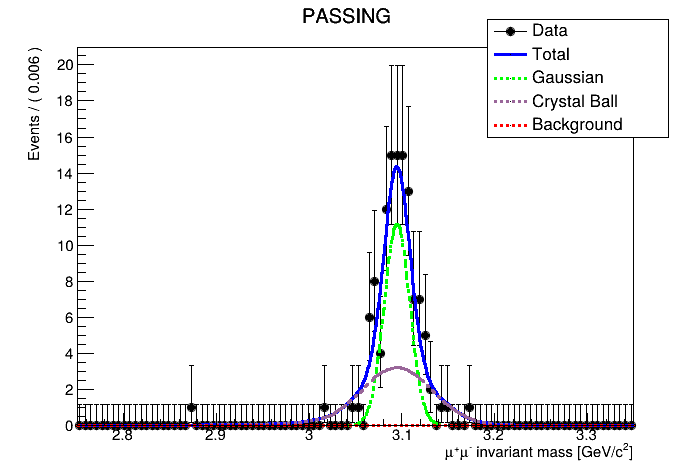 PASSING
Data
Total
Gaussian
Crystal Ball
Background
Events / ( 0.006 )
20
18
16
14
12
10
8
6
4
2
0
2.8 2.9 3 3.1 3.2 3.3
μ⁺μ⁻ invariant mass [GeV/c²]